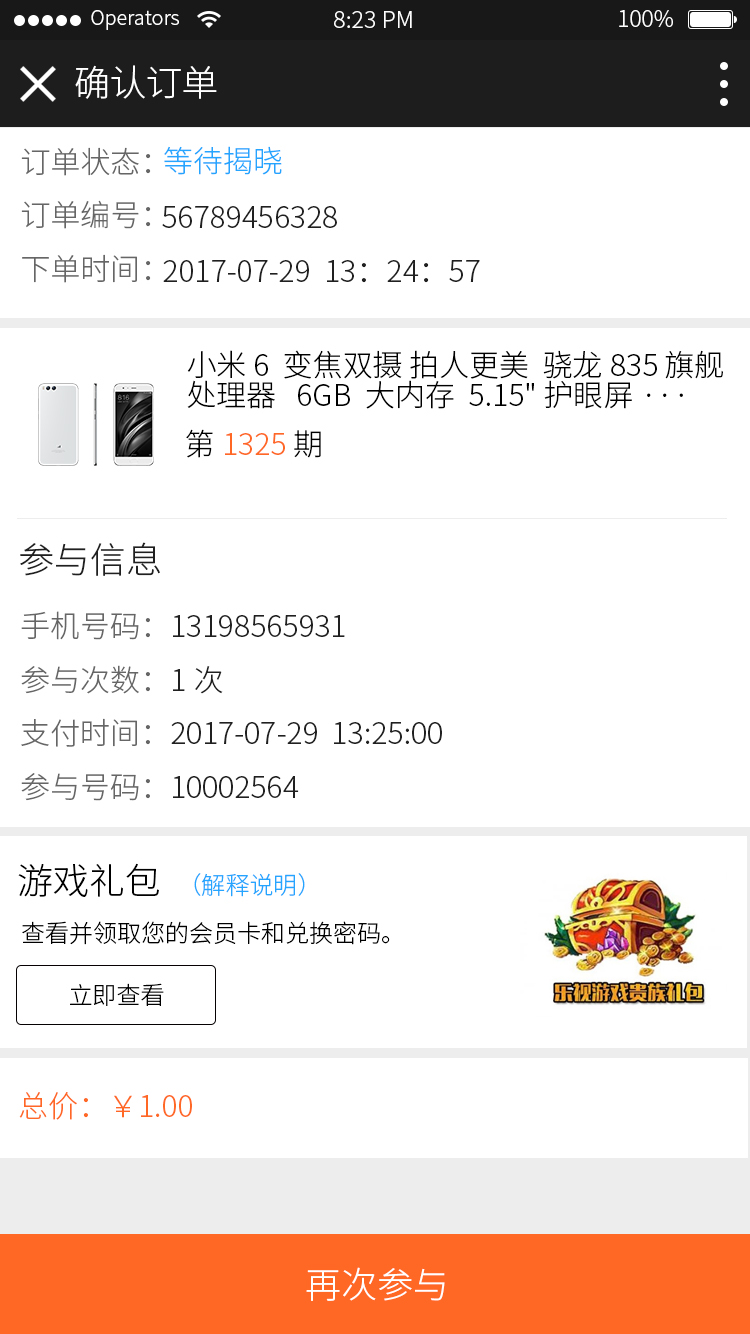 Operators 8:23 PM 100%
确认订单
订单状态：等待揭晓
订单编号：56789456328
下单时间：2017-07-29 13：24：57
小米 6 变焦双摄 拍人更美 骁龙 835 旗舰
处理器 6GB 大内存 5.15" 护眼屏 ···
8:16
第 1325 期
参与信息
手机号码：13198565931
参与次数：1 次
支付时间：2017-07-29 13:25:00
参与号码：10002564
游戏礼包 （解释说明）
查看并领取您的会员卡和兑换密码。
立即查看
乐视游戏贵族礼包
总价：￥1.00
再次参与